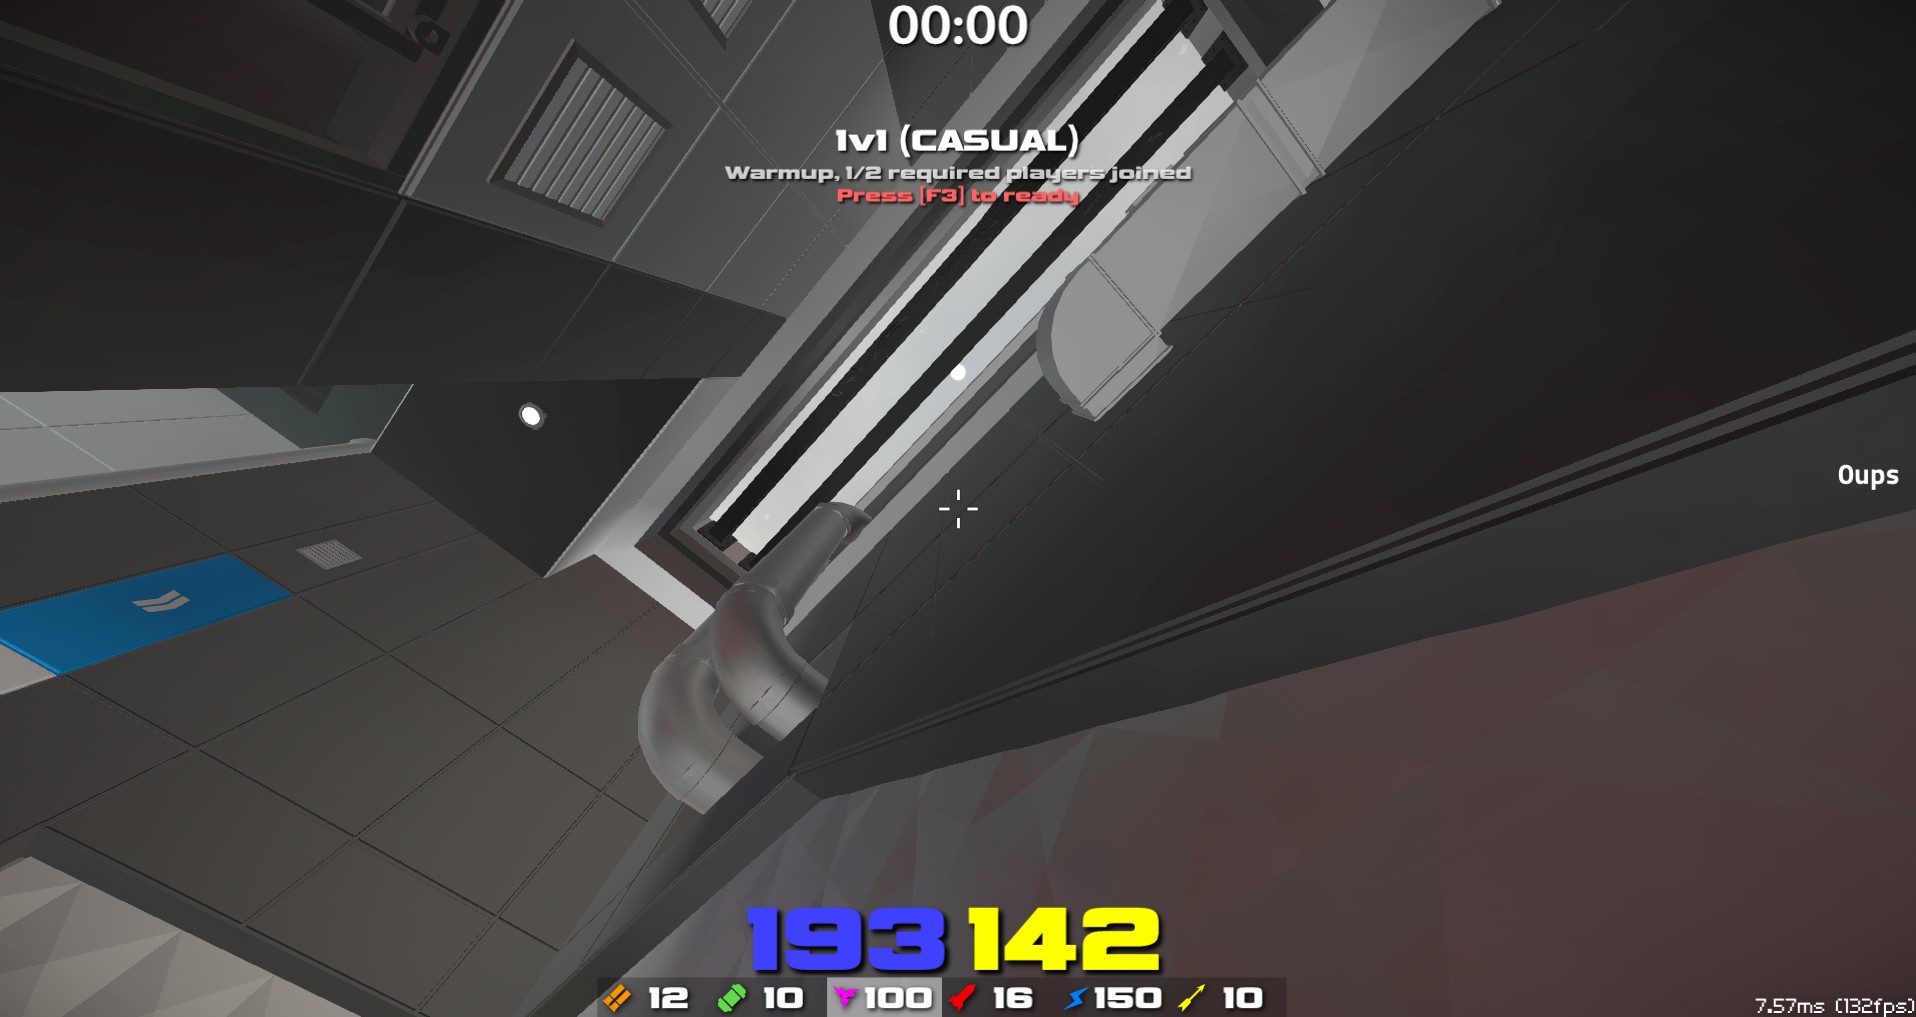 00:00
1v1 (CASUAL)
Warmup, 1/2 required players joined
Press [F3] to ready
Oups
193 142
12 10 100 16 150 10
7.57ms (132fps)